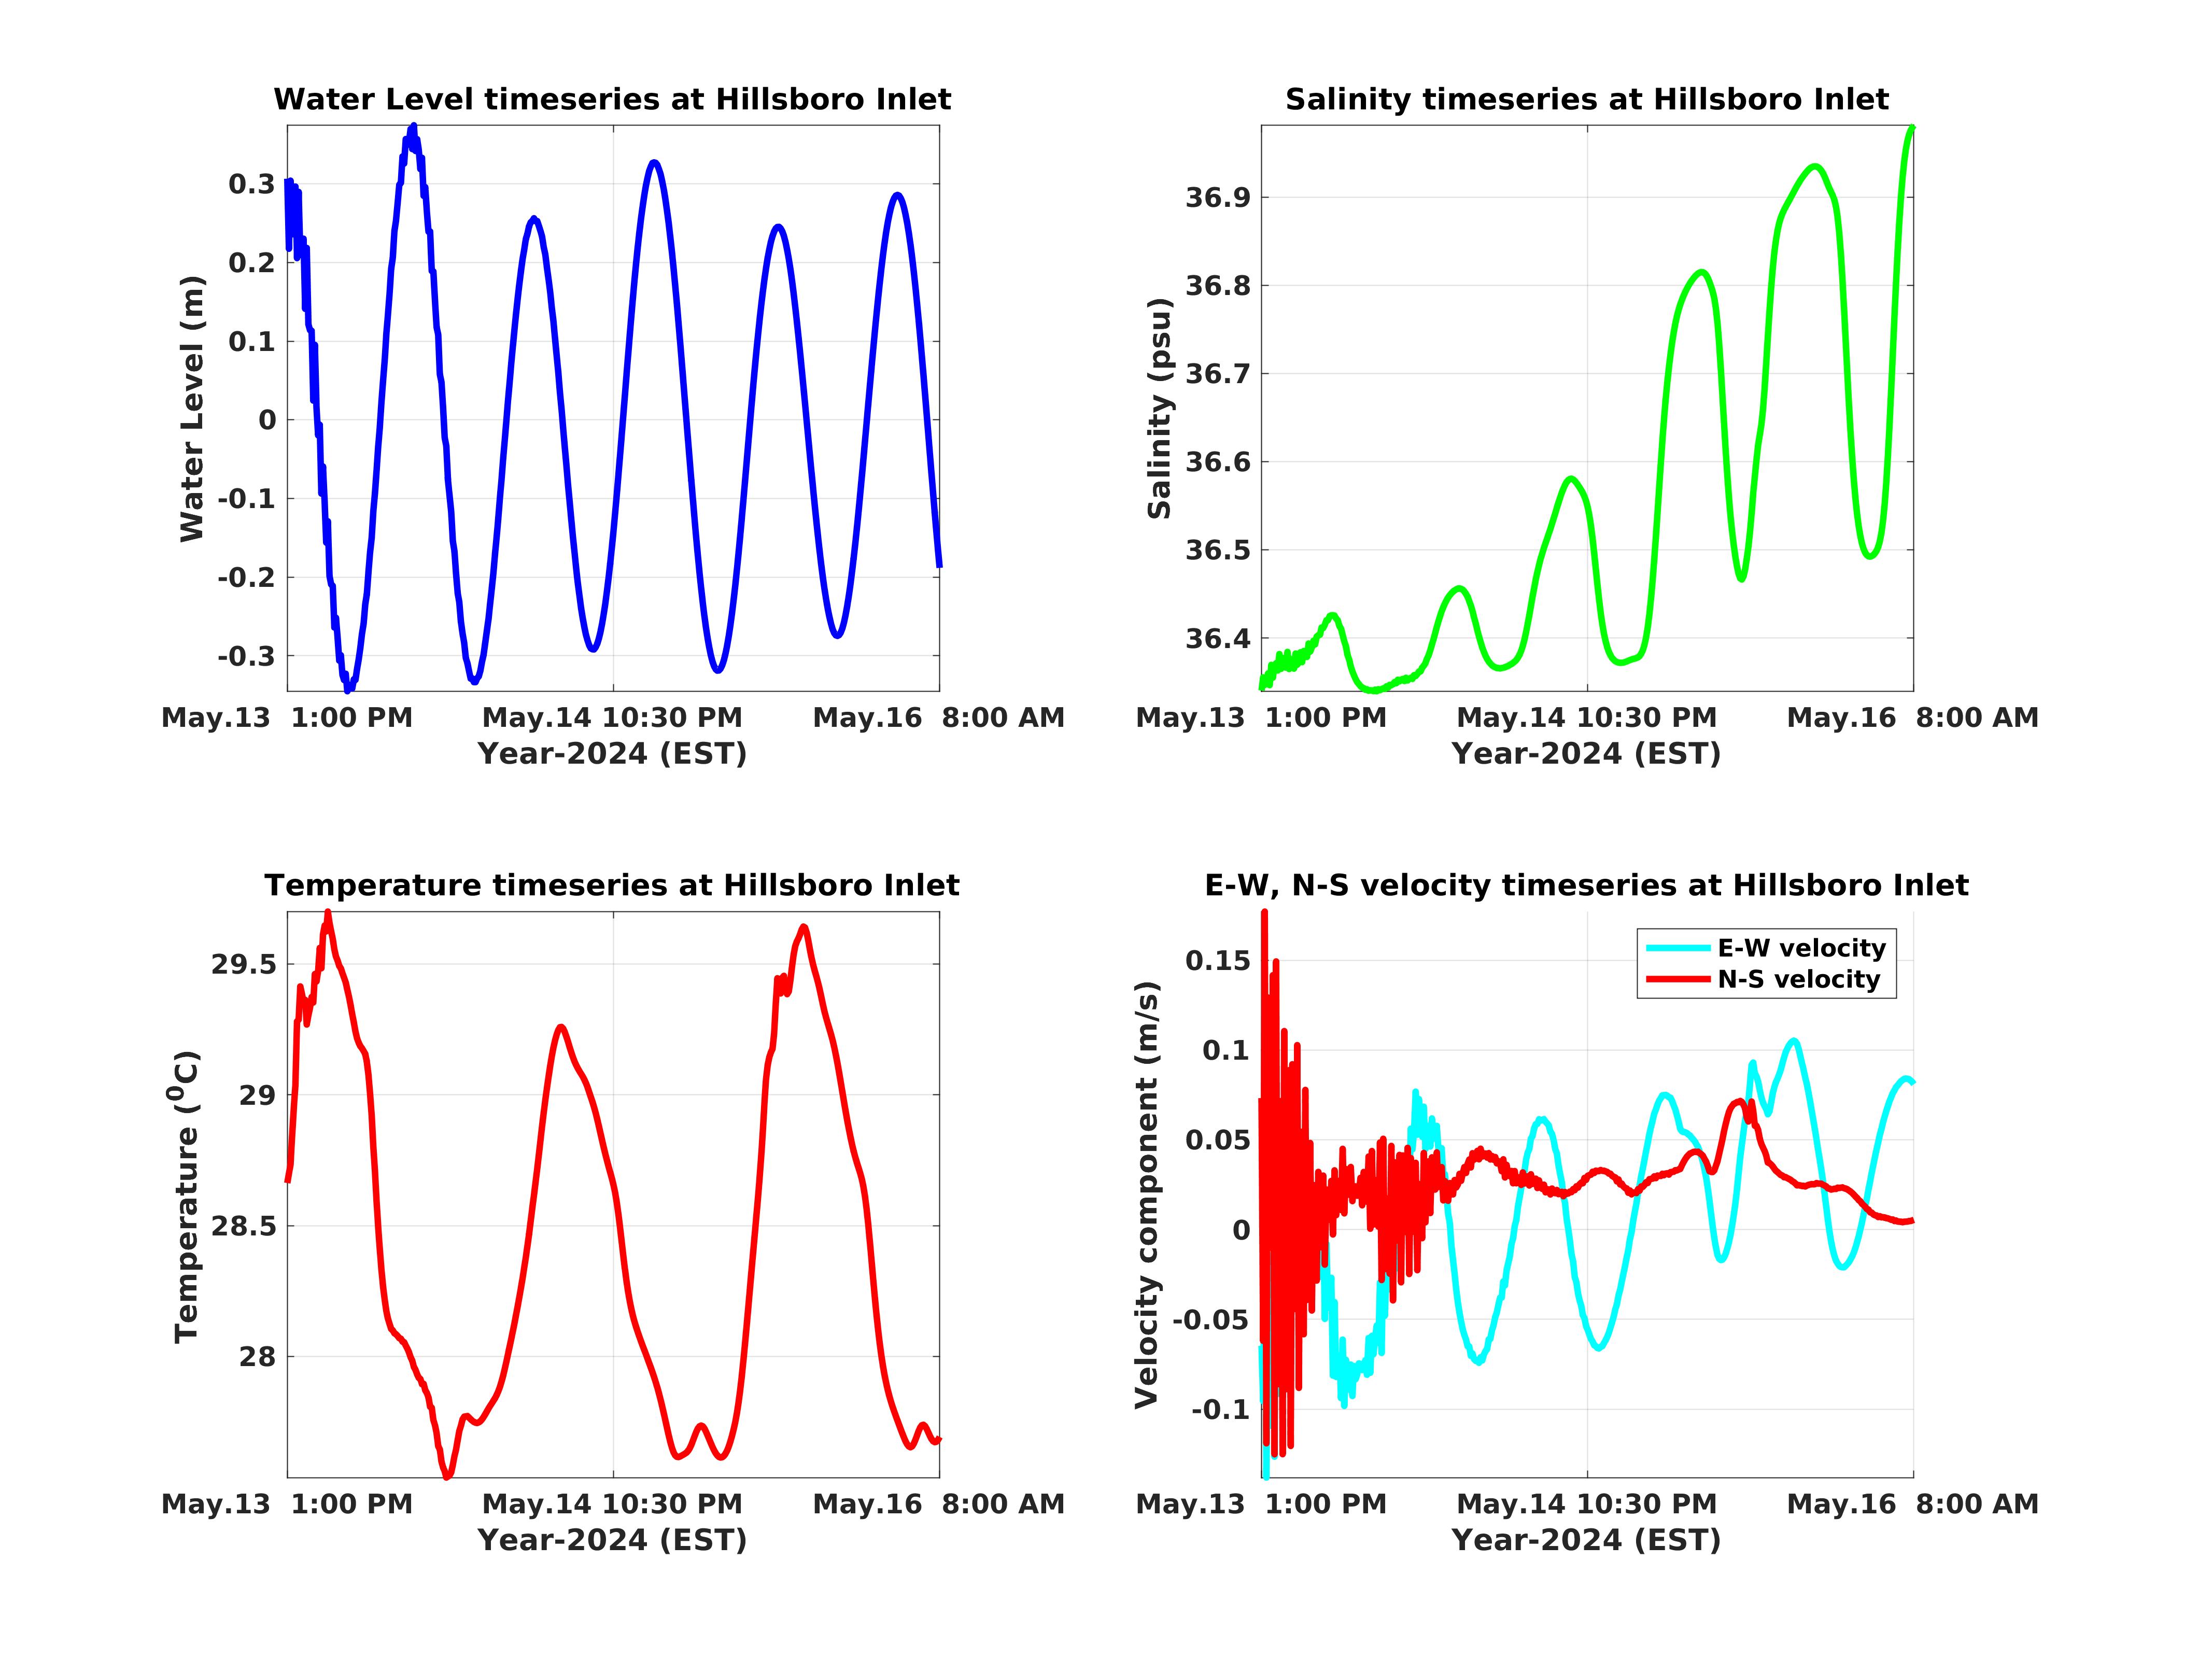 Water Level timeseries at Hillsboro Inlet
Water Level (m)
0.3
0.2
0.1
0
-0.1
-0.2
-0.3
May.13  1:00 PM
May.14 10:30 PM
May.16  8:00 AM
Year-2024 (EST)
Salinity timeseries at Hillsboro Inlet
Salinity (psu)
36.9
36.8
36.7
36.6
36.5
36.4
May.13  1:00 PM
May.14 10:30 PM
May.16  8:00 AM
Year-2024 (EST)
Temperature timeseries at Hillsboro Inlet
Temperature (⁰C)
29.5
29
28.5
28
May.13  1:00 PM
May.14 10:30 PM
May.16  8:00 AM
Year-2024 (EST)
E-W, N-S velocity timeseries at Hillsboro Inlet
Velocity component (m/s)
0.15
0.1
0.05
0
-0.05
-0.1
E-W velocity
N-S velocity
May.13  1:00 PM
May.14 10:30 PM
May.16  8:00 AM
Year-2024 (EST)